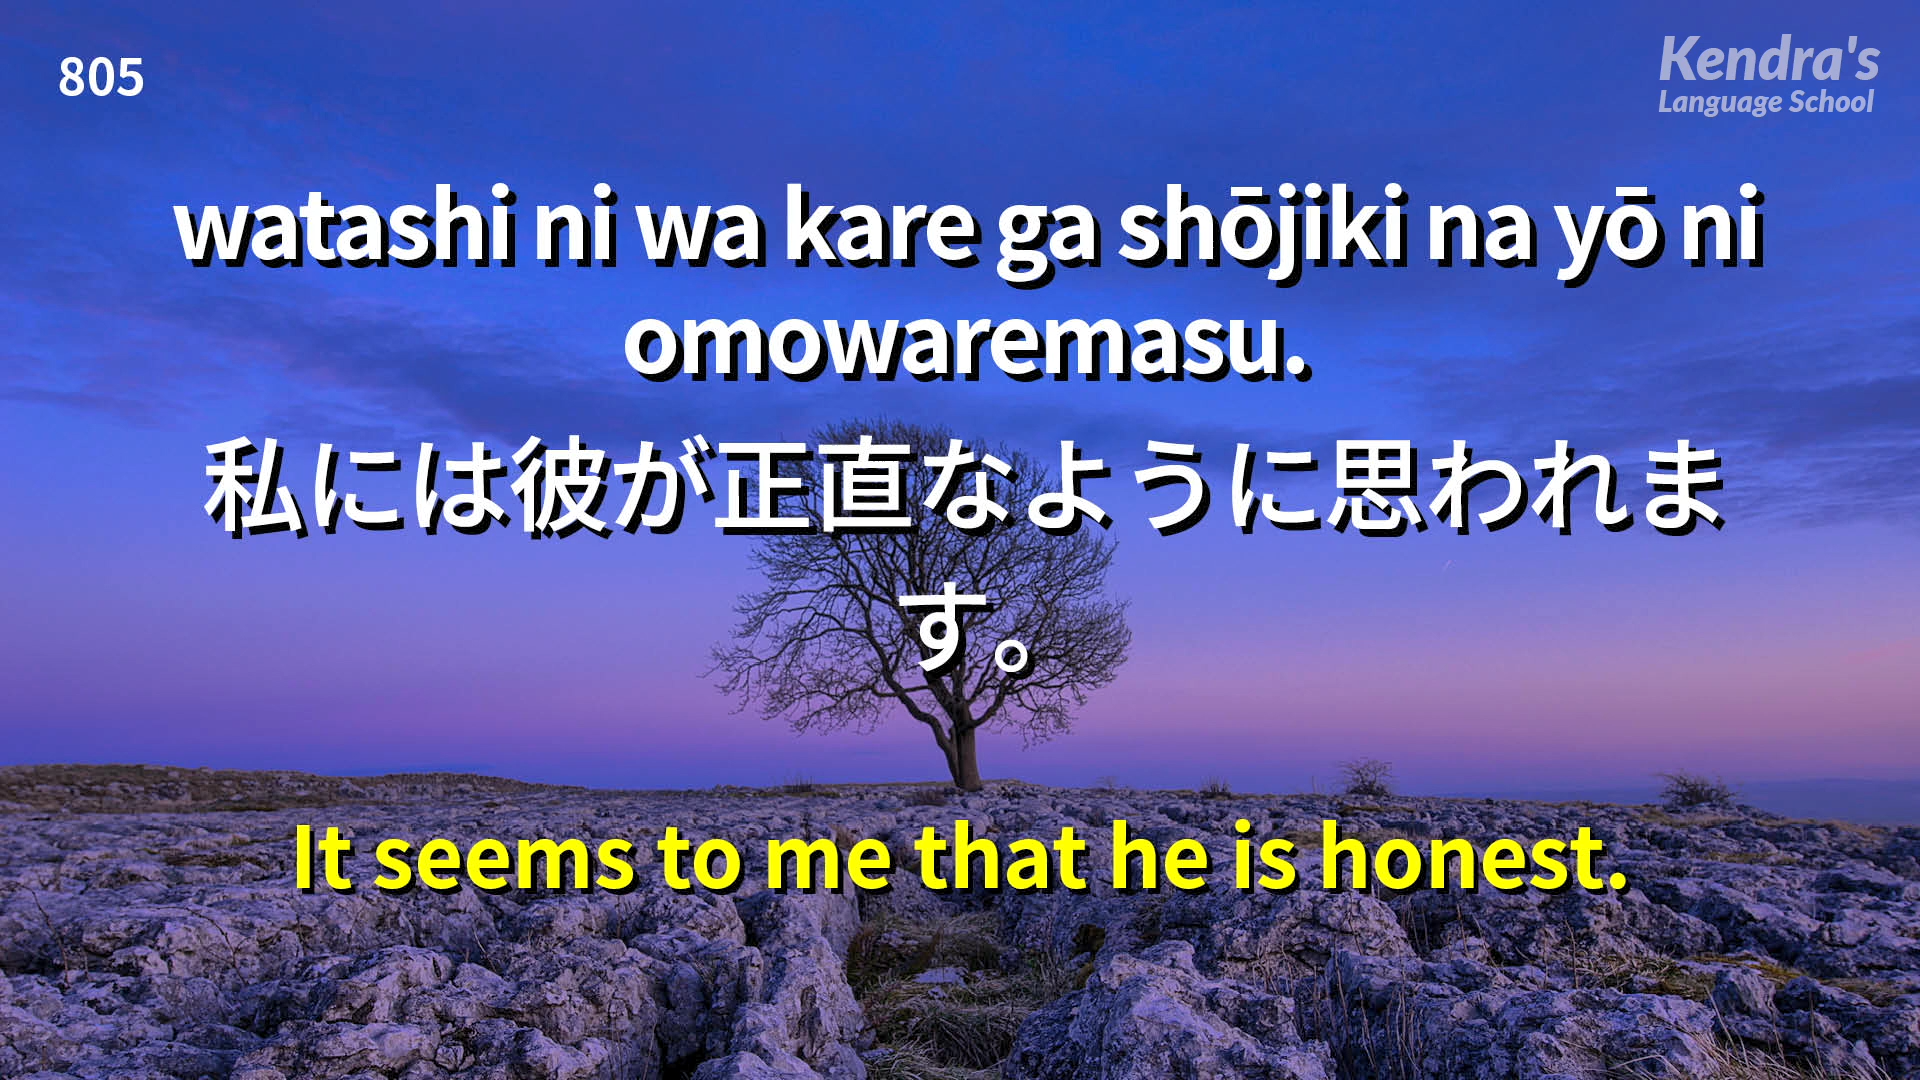 805
Kendra's
Language School
watashi ni wa kare ga shōjiki na yō ni
omowaremasu.
私には彼が正直なように思われま
す。
It seems to me that he is honest.